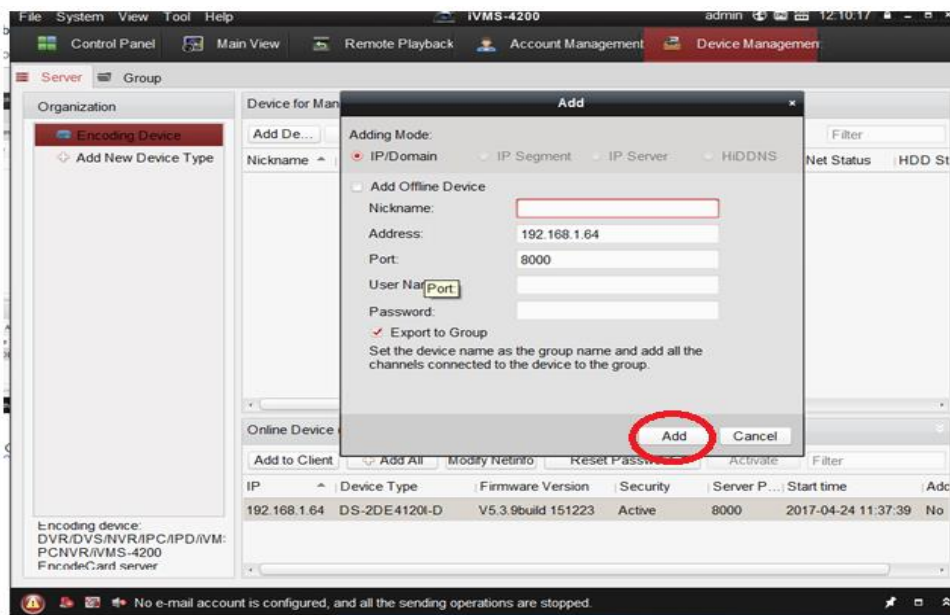 File System View Tool Help iVMS-4200 admin 12:10:17
Control Panel Main View Remote Playback Account Management Device Managemen
Server Group
Organization
Encoding Device
Add New Device Type
Encoding device:
DVR/DVS/NVR/IPC/IPD/iVM:
PCNVR/iVMS-4200
EncodeCard server
Device for Man
Add De... Filter
Nickname Net Status HDD St
Add
Adding Mode:
IP/Domain IP Segment IP Server HiDDNS
Add Offline Device
Nickname:
Address: 192.168.1.64
Port: 8000
User Nar Port:
Password:
Export to Group
Set the device name as the group name and add all the
channels connected to the device to the group.
Add Cancel
Online Device
Add to Client Add All Modify Netinfo Reset Passw Activate Filter
IP Device Type Firmware Version Security Server P... Start time Adc
192.168.1.64 DS-2DE4120I-D V5.3.9build 151223 Active 8000 2017-04-24 11:37:39 No
No e-mail account is configured, and all the sending operations are stopped.